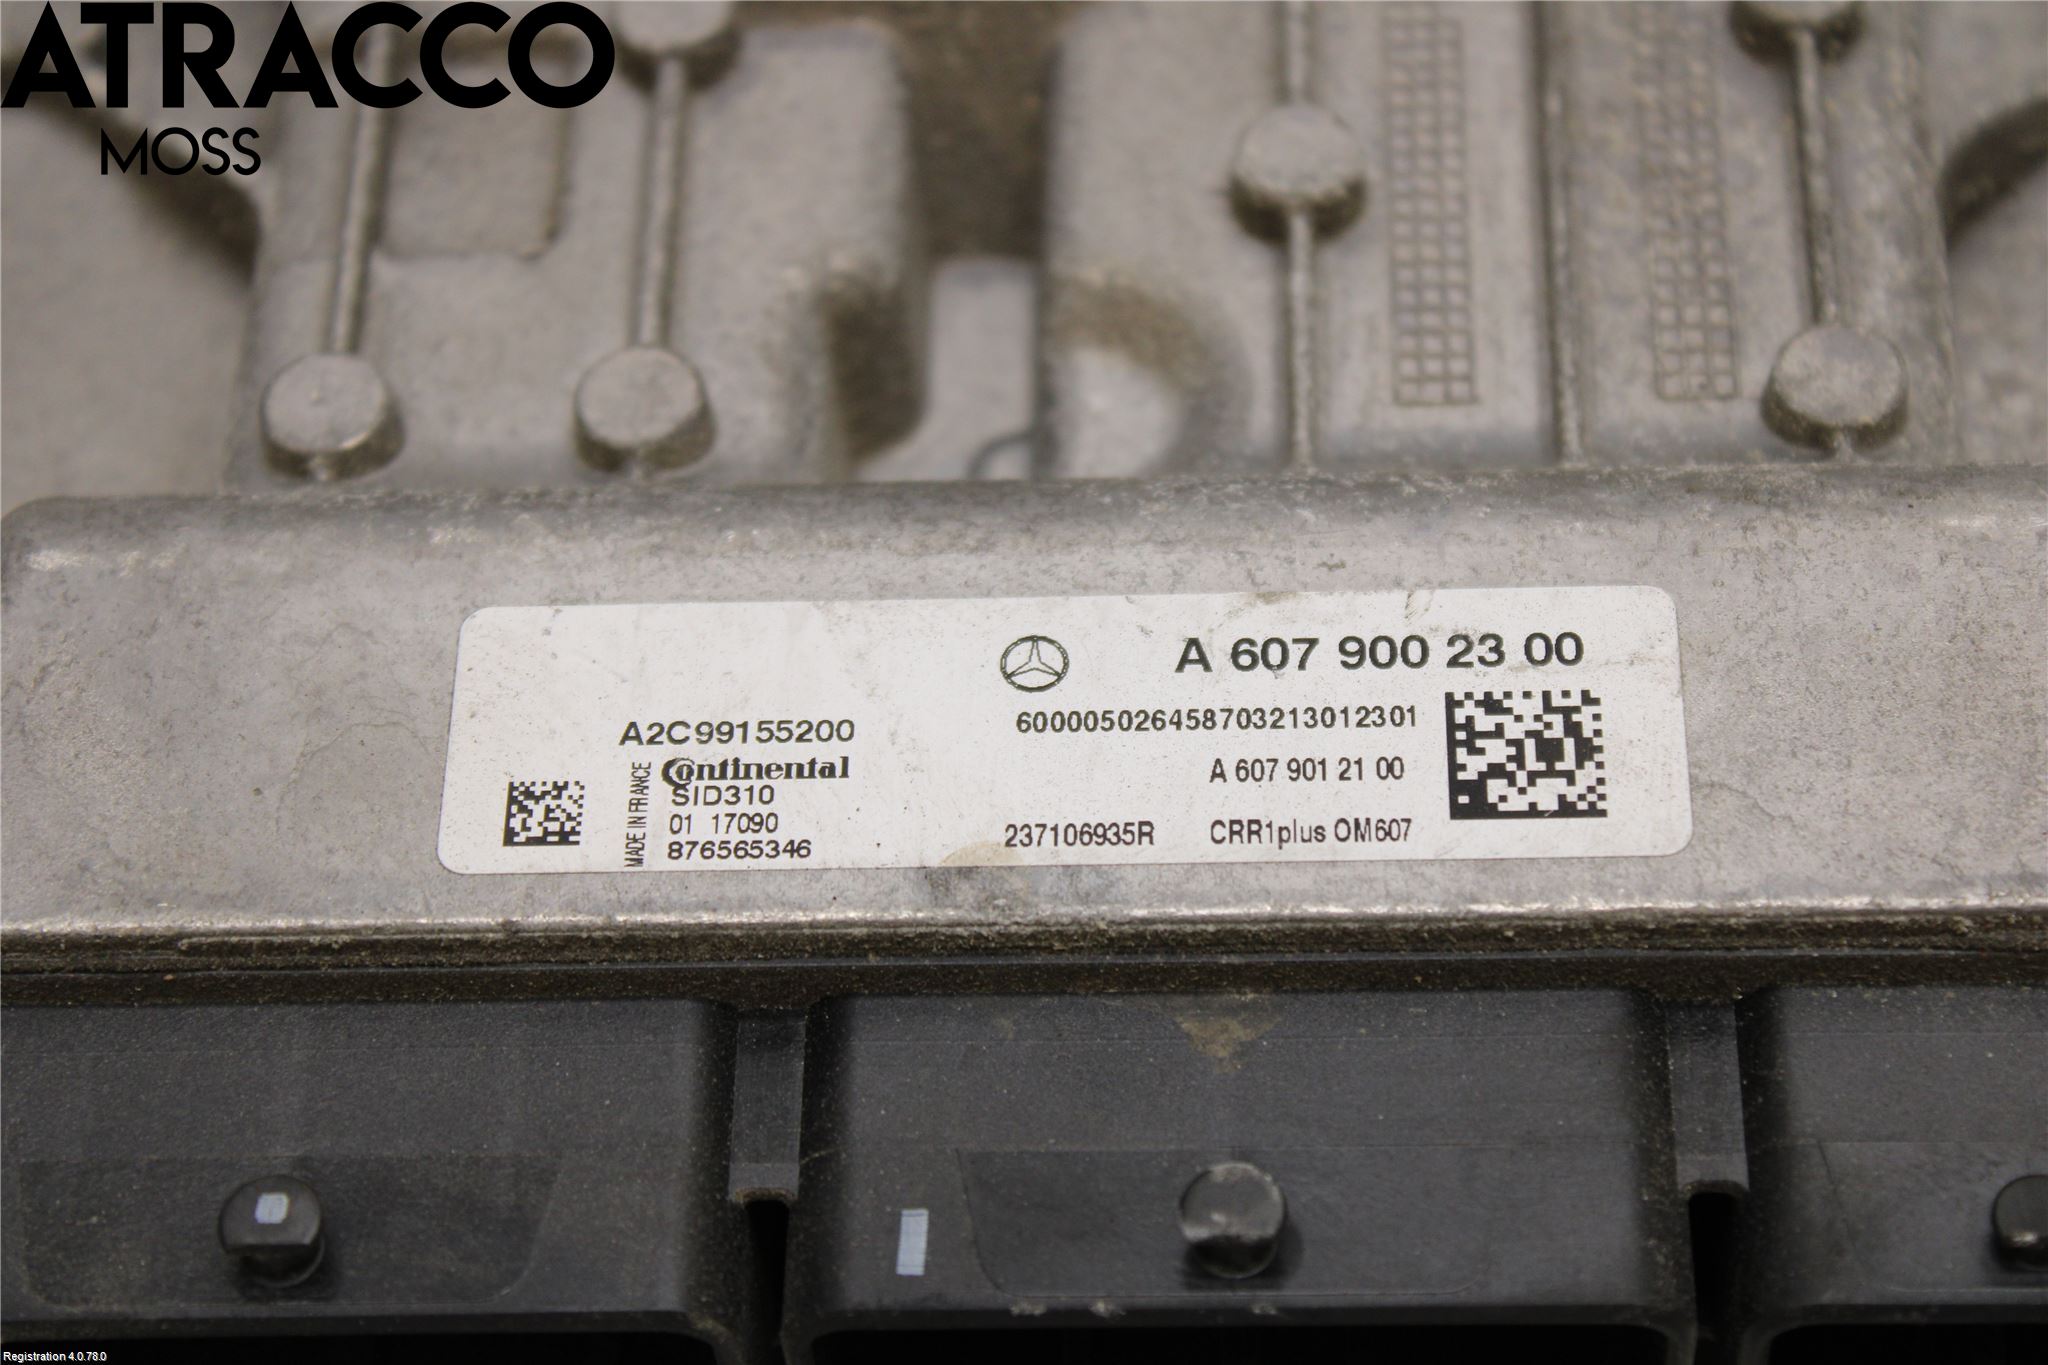 ATRACCO
MOSS
A 607 900 23 00
A2C99155200
600005026458703213012301
Continental
A 607 901 21 00
SID310
01 17090
237106935R
CRR1plus OM607
876565346
MADE IN FRANCE
Registration 4.0.78.0